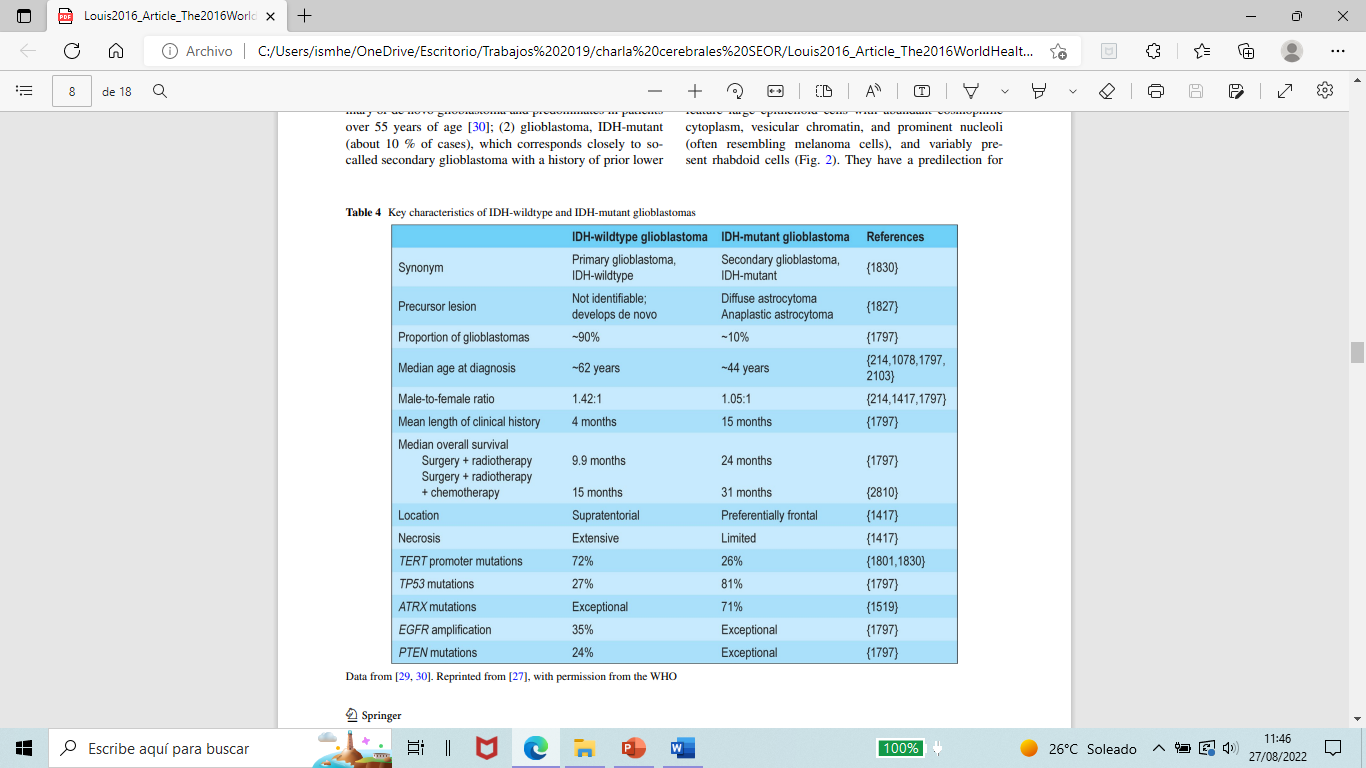 Louis2016_Article_The2016World
Archivo
C:/Users/ismhe/OneDrive/Escritorio/Trabajos%202019/charla%20cerebrales%20SEOR/Louis2016_Article_The2016WorldHealt...
8 de 18
over 55 years of age [30]; (2) glioblastoma, IDH-mutant
(about 10 % of cases), which corresponds closely to so-
called secondary glioblastoma with a history of prior lower
cytoplasm, vesicular chromatin, and prominent nucleoli
(often resembling melanoma cells), and variably pre-
sent rhabdoid cells (Fig. 2). They have a predilection for
Table 4 Key characteristics of IDH-wildtype and IDH-mutant glioblastomas
IDH-wildtype glioblastoma IDH-mutant glioblastoma References
Synonym Primary glioblastoma, Secondary glioblastoma, {1830}
IDH-wildtype IDH-mutant
Precursor lesion Not identifiable; Diffuse astrocytoma {1827}
develops de novo Anaplastic astrocytoma
Proportion of glioblastomas ~90% ~10% {1797}
Median age at diagnosis ~62 years ~44 years {214,1078,1797,
2103}
Male-to-female ratio 1.42:1 1.05:1 {214,1417,1797}
Mean length of clinical history 4 months 15 months {1797}
Median overall survival
Surgery + radiotherapy 9.9 months 24 months {1797}
Surgery + radiotherapy
+ chemotherapy 15 months 31 months {2810}
Location Supratentorial Preferentially frontal {1417}
Necrosis Extensive Limited {1417}
TERT promoter mutations 72% 26% {1801,1830}
TP53 mutations 27% 81% {1797}
ATRX mutations Exceptional 71% {1519}
EGFR amplification 35% Exceptional {1797}
PTEN mutations 24% Exceptional {1797}
Data from [29, 30]. Reprinted from [27], with permission from the WHO
Springer
Escribe aquí para buscar
100%
26°C Soleado
11:46
27/08/2022